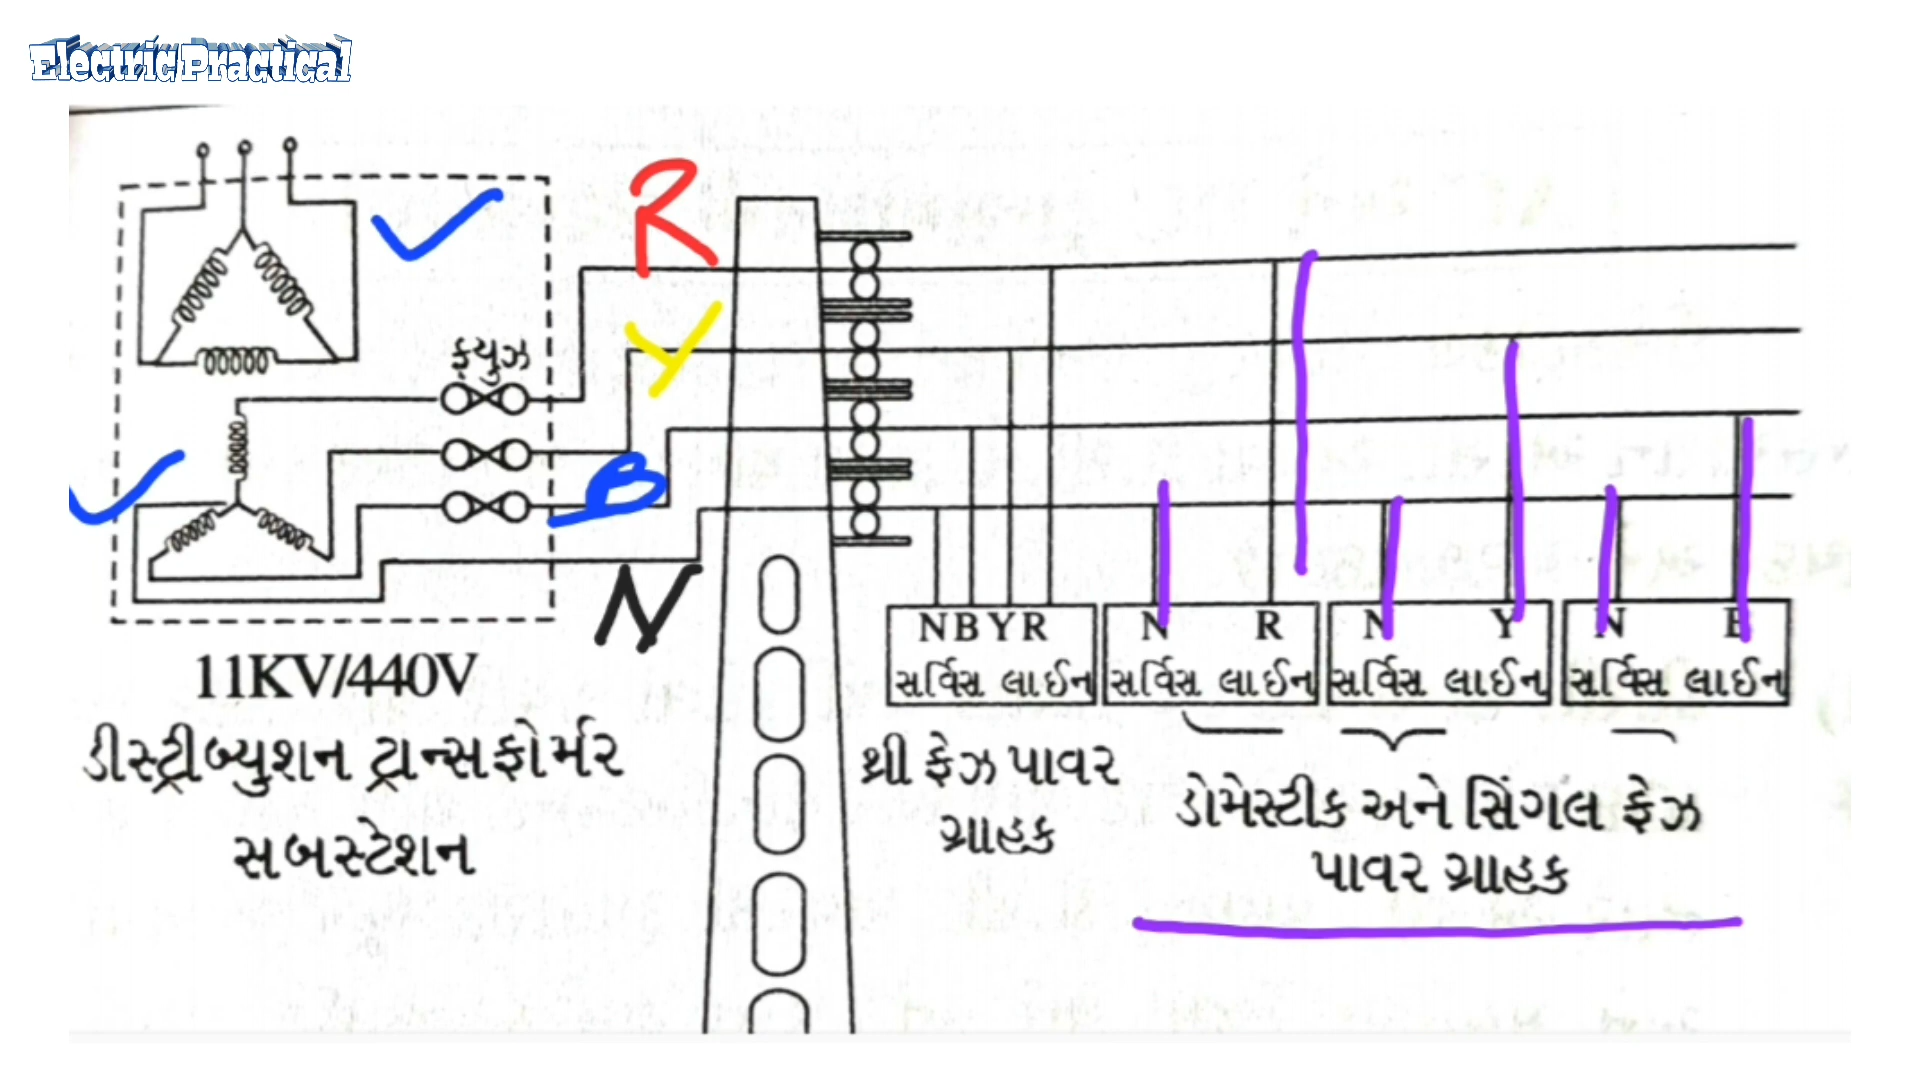 Electric Practical
R
Y
ફ્યુઝ
B
N
N B Y R
સર્વિસ લાઈન
N R
સર્વિસ લાઈન
N Y
સર્વિસ લાઈન
N B
સર્વિસ લાઈન
11KV/440V
ડીસ્ટ્રીબ્યુશન ટ્રાન્સફોર્મર
સબસ્ટેશન
થ્રી ફેઝ પાવર
ગ્રાહક
ડોમેસ્ટીક અને સિંગલ ફેઝ
પાવર ગ્રાહક